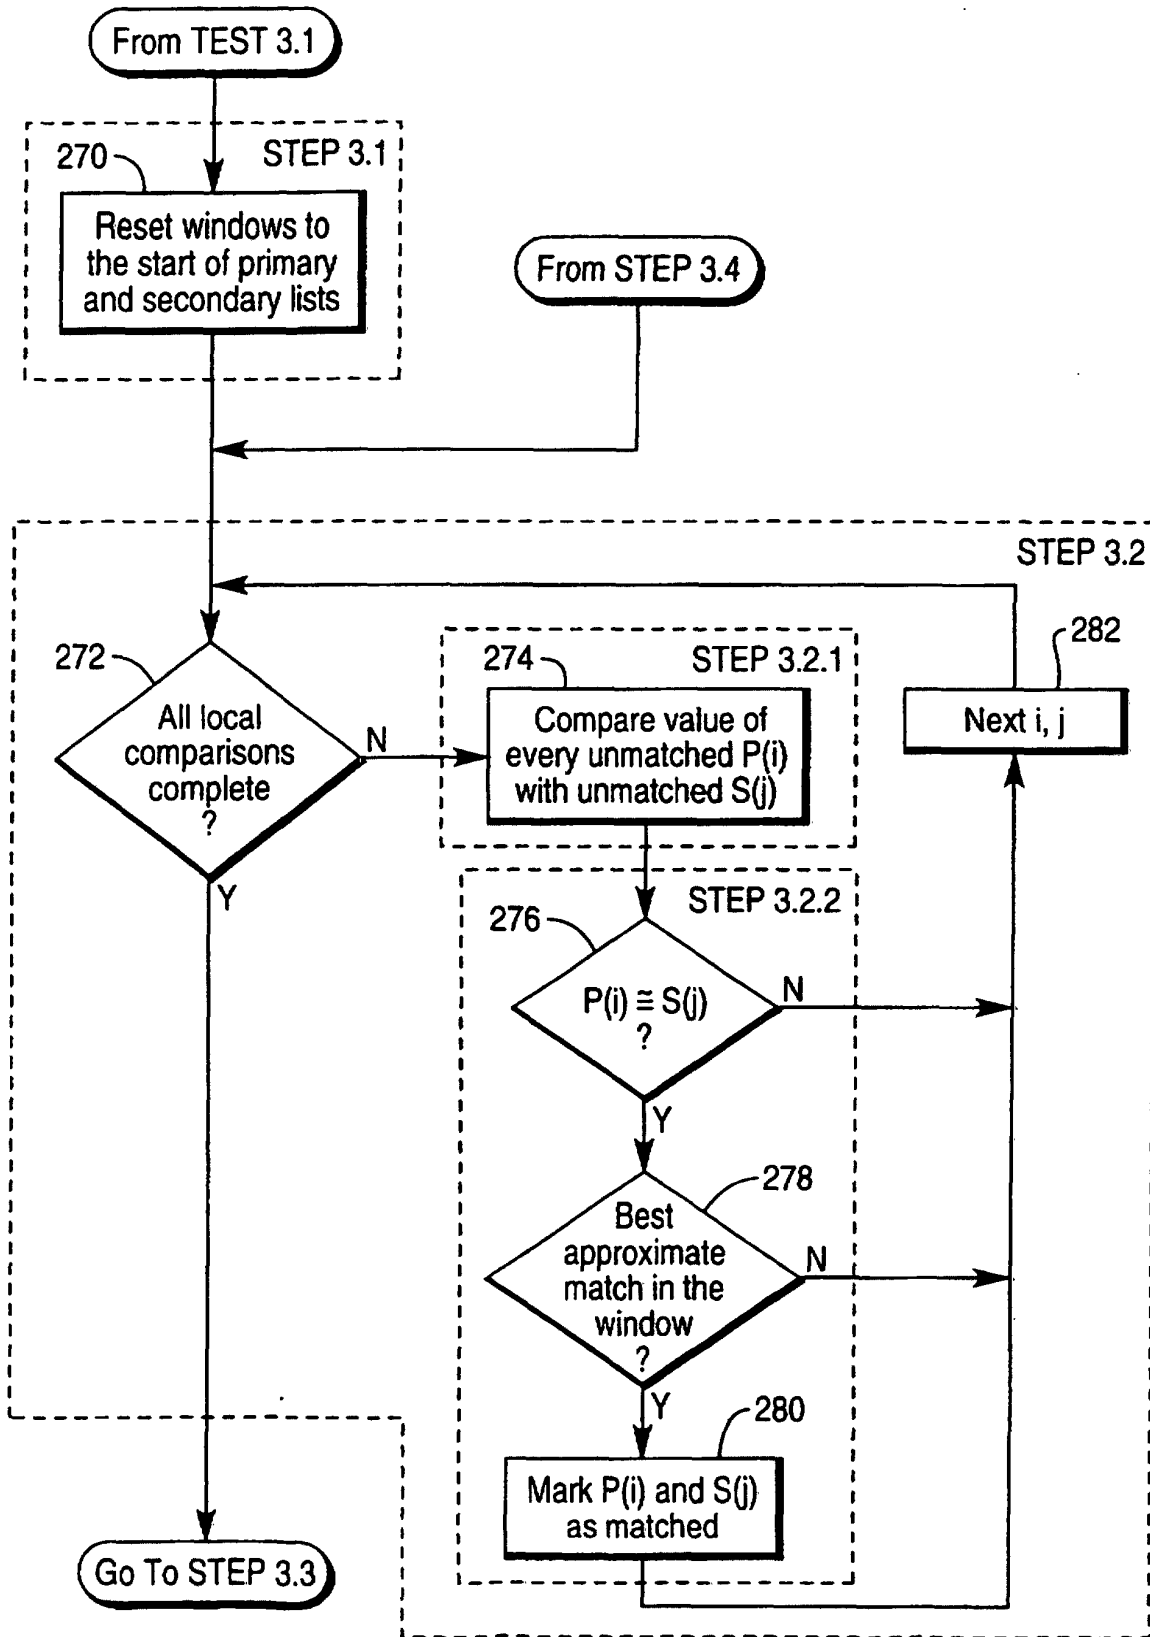 From TEST 3.1
STEP 3.1
270
Reset windows to
the start of primary
and secondary lists
From STEP 3.4
STEP 3.2
272
All local
comparisons
complete
?
N
Y
STEP 3.2.1
274
Compare value of
every unmatched P(i)
with unmatched S(j)
282
Next i, j
STEP 3.2.2
276
P(i) ≅ S(j)
?
N
Y
278
Best
approximate
match in the
window
?
N
Y
280
Mark P(i) and S(j)
as matched
Go To STEP 3.3